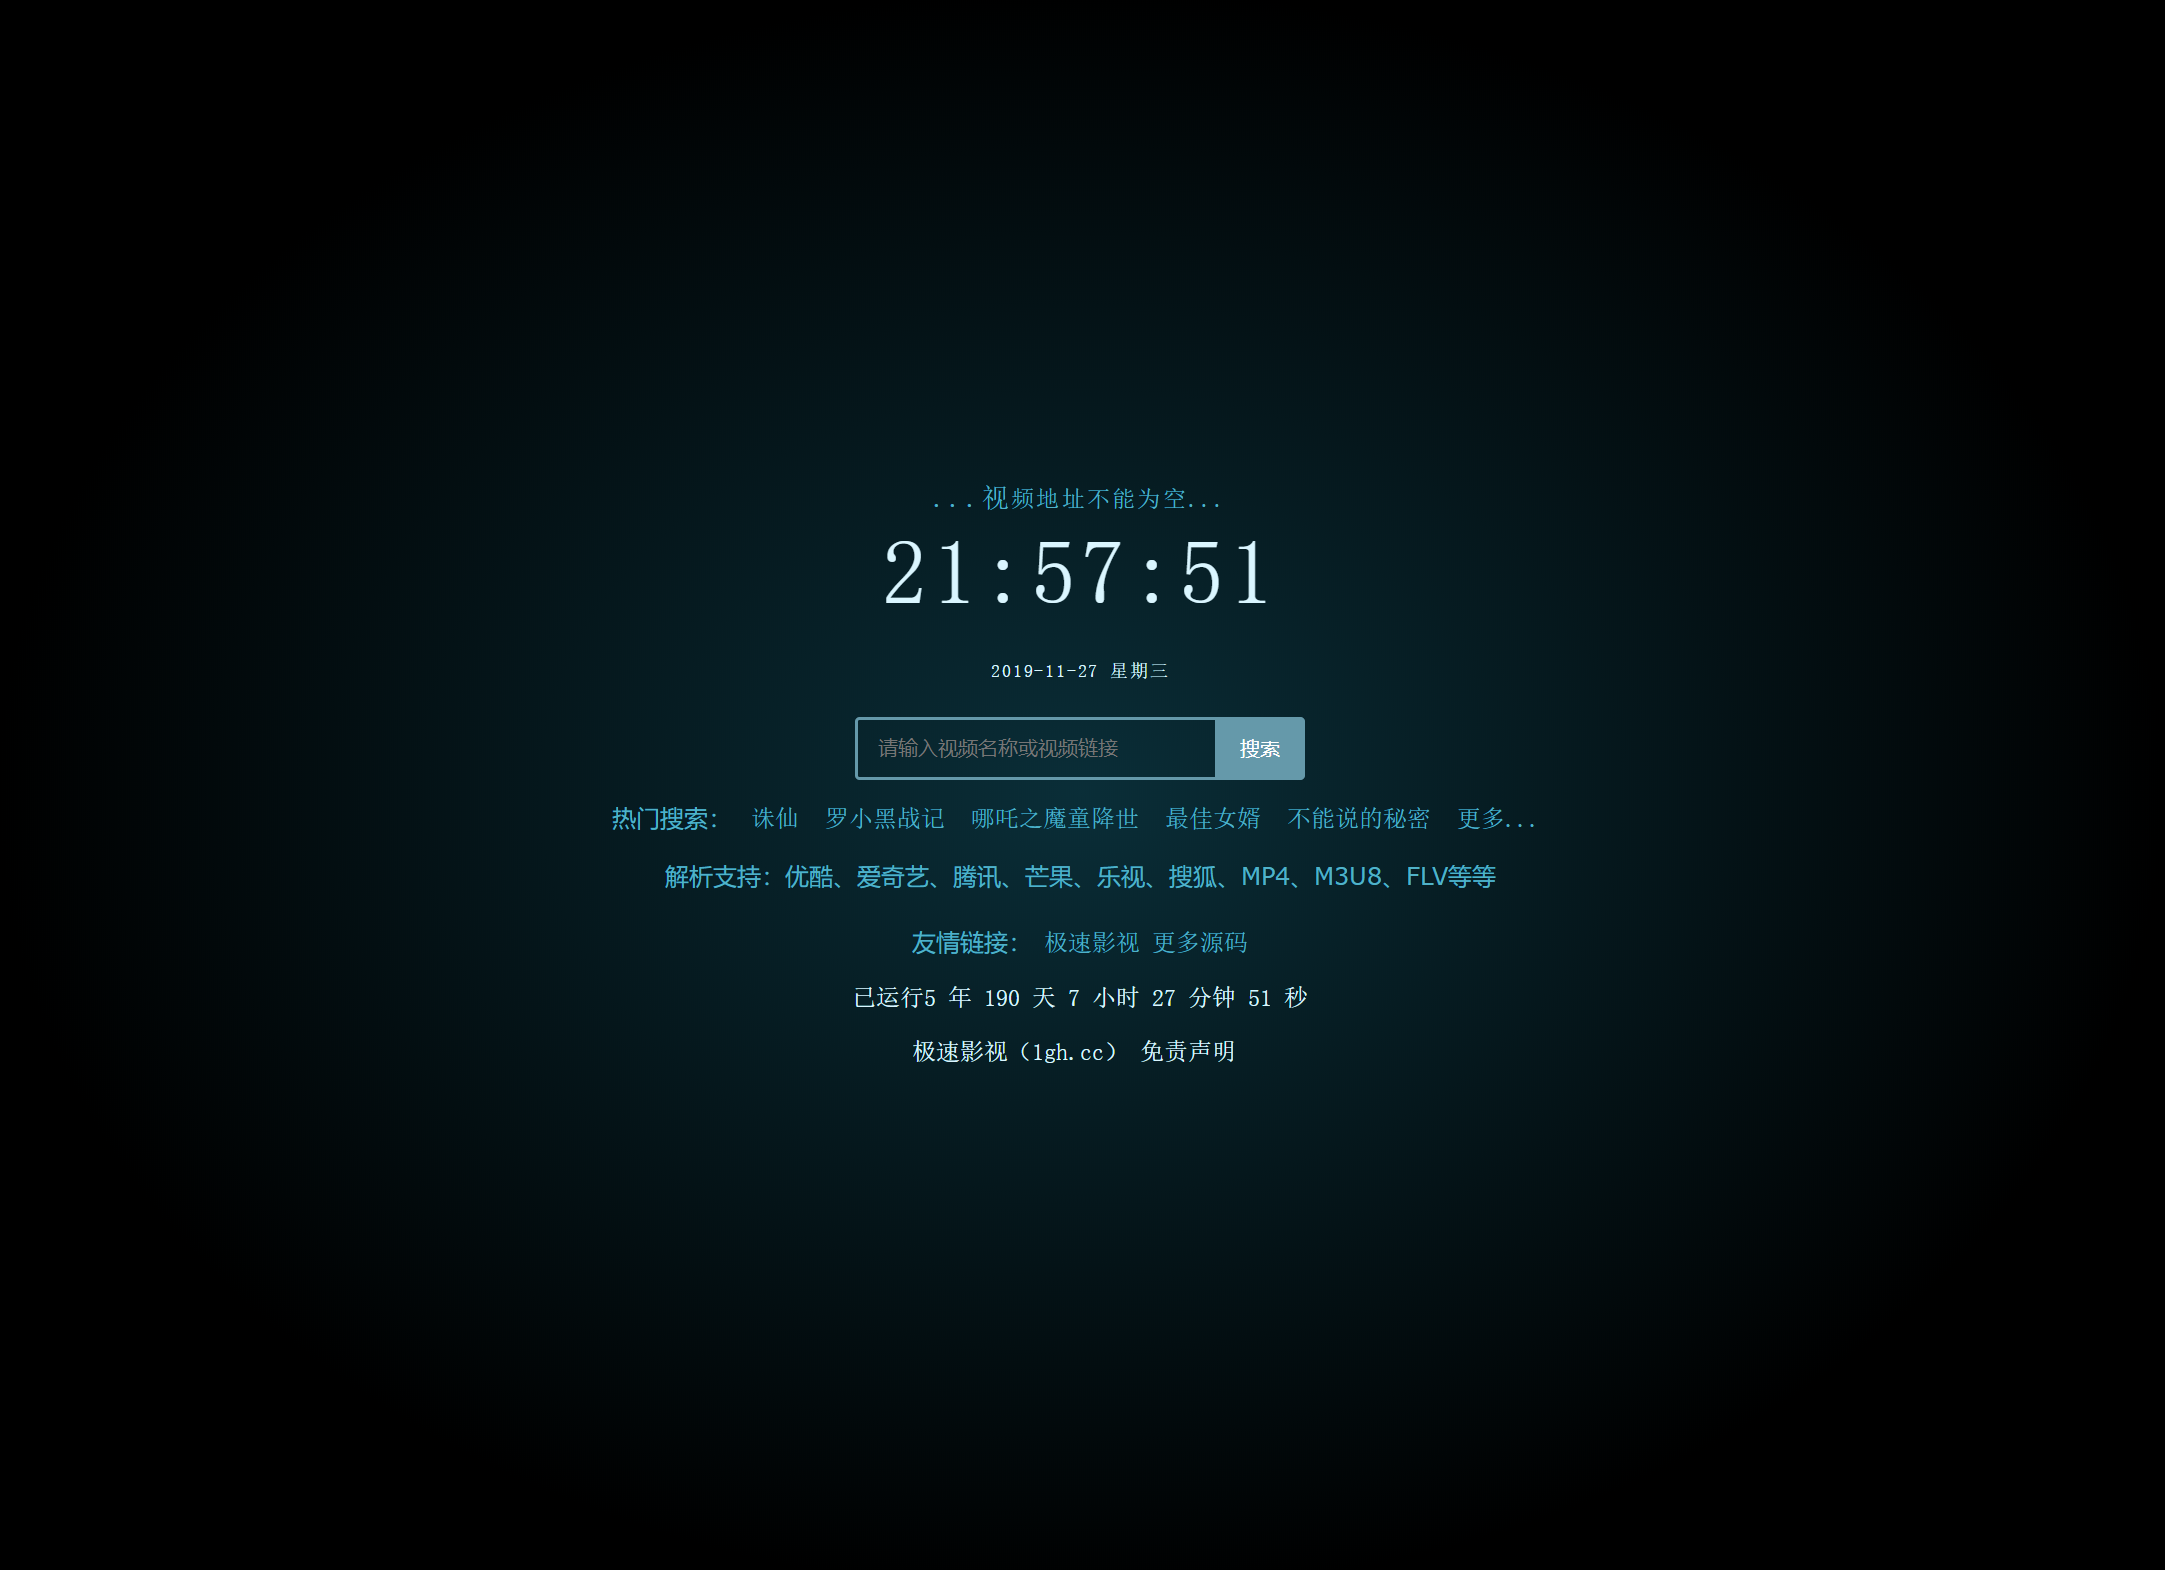 ...视频地址不能为空...
21:57:51
2019-11-27 星期三
请输入视频名称或视频链接 搜索
热门搜索: 诛仙 罗小黑战记 哪吒之魔童降世 最佳女婿 不能说的秘密 更多...
解析支持：优酷、爱奇艺、腾讯、芒果、乐视、搜狐、MP4、M3U8、FLV等等
友情链接: 极速影视 更多源码
已运行5 年 190 天 7 小时 27 分钟 51 秒
极速影视（lgh.cc） 免责声明